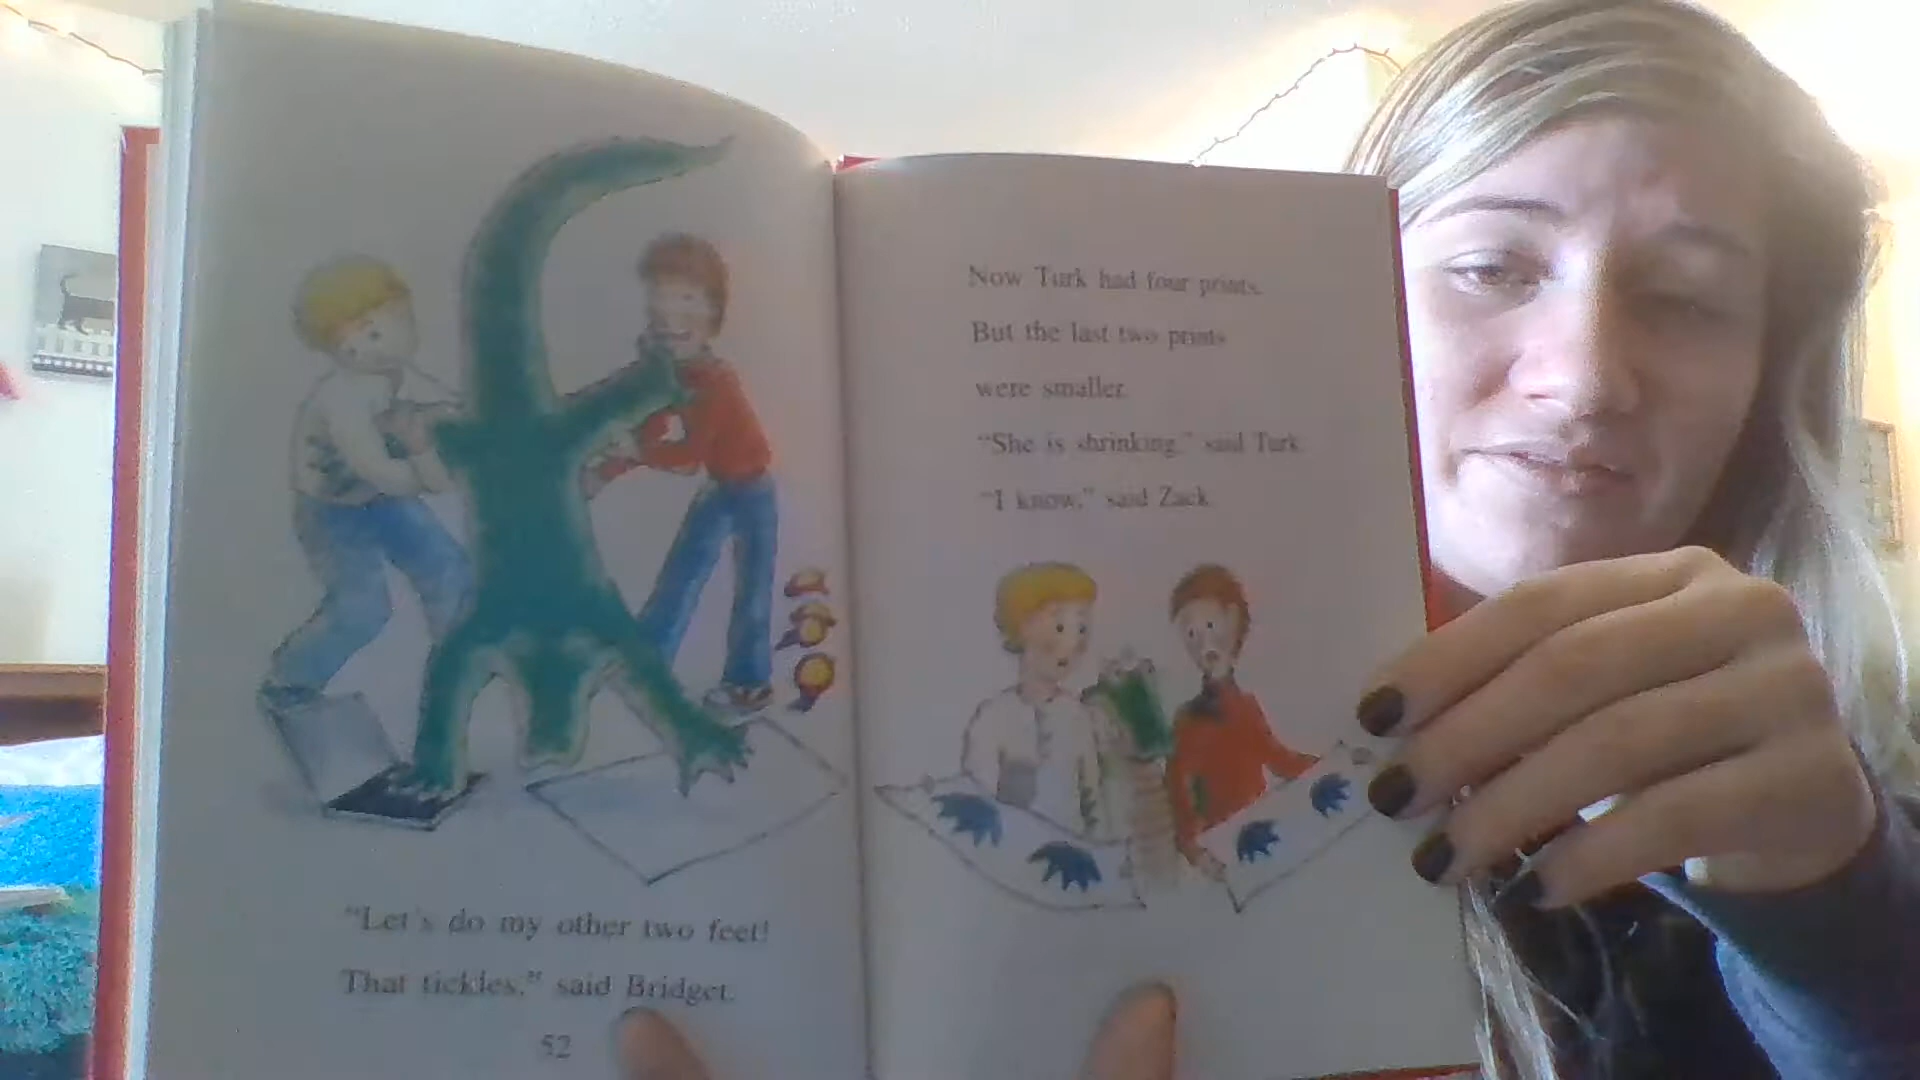 "Let's do my other two feet!
That tickles," said Bridget.
52
Now Turk had four prints.
But the last two prints
were smaller.
"She is shrinking," said Turk.
"I know," said Zack.